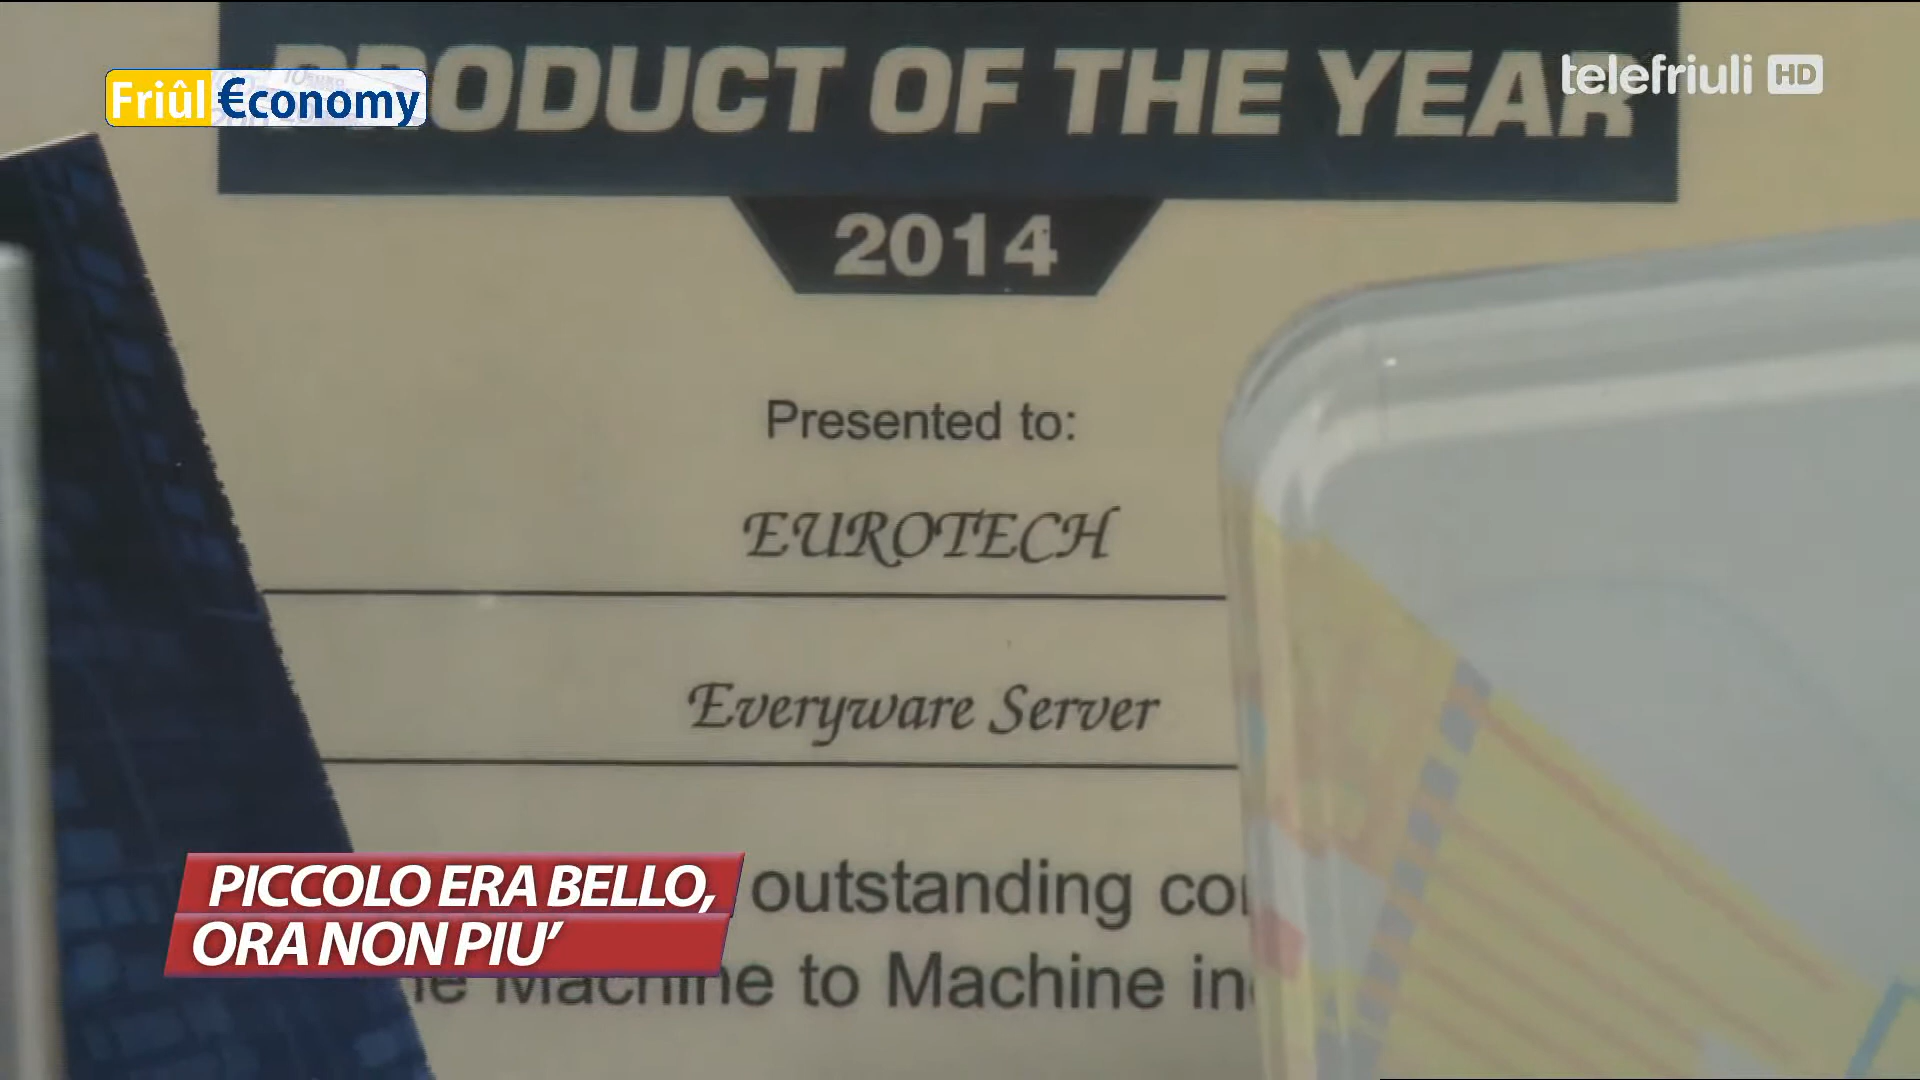 PRODUCT OF THE YEAR
Friûl €conomy
telefriuli HD
2014
Presented to:
EUROTECH
Everyware Server
outstanding
Machine to Machine
PICCOLO ERA BELLO,
ORA NON PIU’